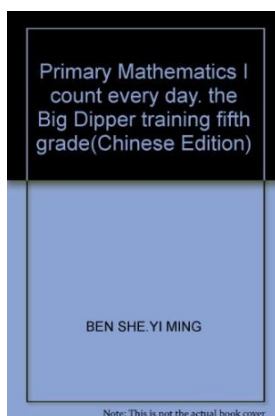 Primary Mathematics I
count every day. the
Big Dipper training fifth
grade(Chinese Edition)
BEN SHE.YI MING
Note: This is not the actual book cover